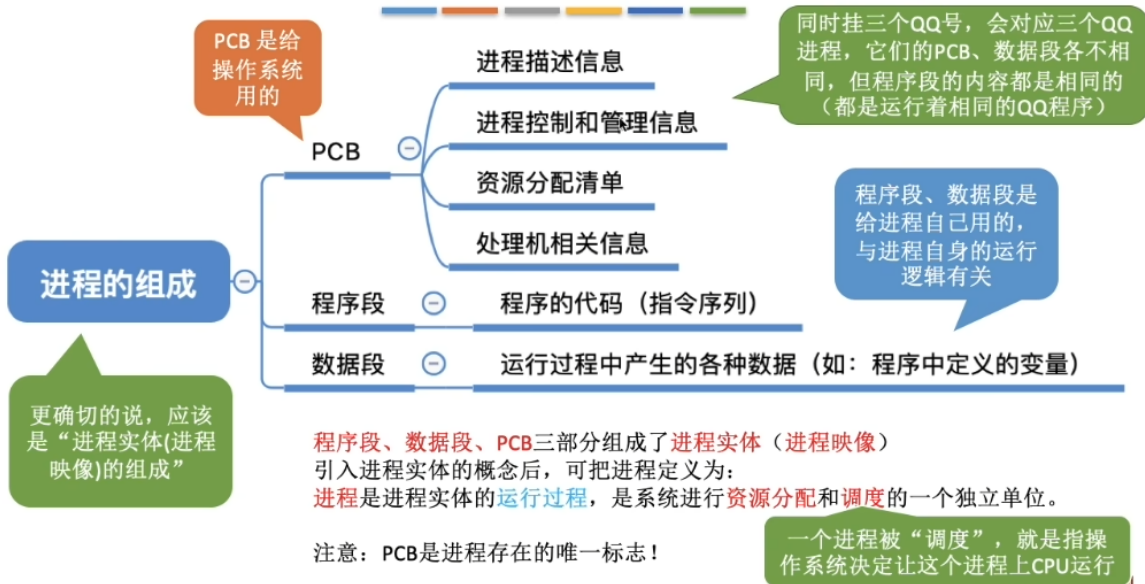 PCB 是给
操作系统
用的
同时挂三个QQ号，会对应三个QQ
进程，它们的PCB、数据段各不相
同，但程序段的内容都是相同的
（都是运行着相同的QQ程序）
进程描述信息
进程控制和管理信息
PCB
资源分配清单
处理机相关信息
程序段、数据段是
给进程自己用的，
与进程自身的运行
逻辑有关
进程的组成
程序段
程序的代码（指令序列）
数据段
运行过程中产生的各种数据（如：程序中定义的变量）
更确切的说，应该
是“进程实体(进程
映像)的组成”
程序段、数据段、PCB三部分组成了进程实体（进程映像）
引入进程实体的概念后，可把进程定义为：
进程是进程实体的运行过程，是系统进行资源分配和调度的一个独立单位。
注意：PCB是进程存在的唯一标志！
一个进程被“调度”，就是指操
作系统决定让这个进程上CPU运行